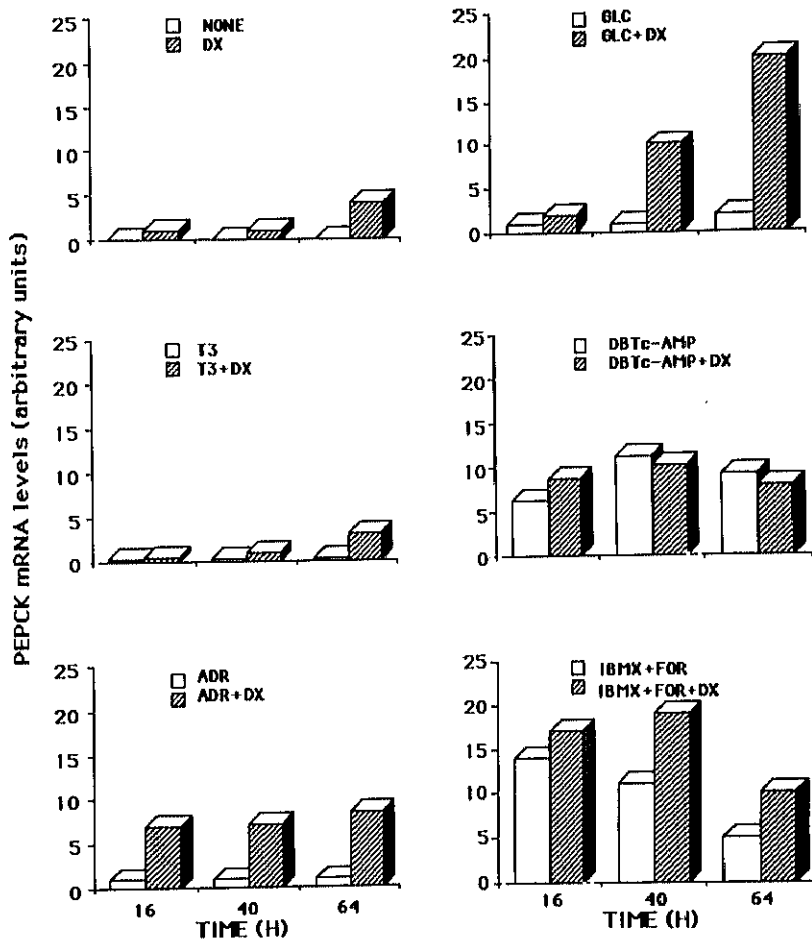 PEPCK mRNA levels (arbitrary units)
NONE
DX
25
20
15
10
5
0
GLC
GLC+DX
25
20
15
10
5
0
T3
T3+DX
25
20
15
10
5
0
DBTc-AMP
DBTc-AMP+DX
25
20
15
10
5
0
ADR
ADR+DX
25
20
15
10
5
0
16 40 64
TIME (H)
IBMX+FOR
IBMX+FOR+DX
25
20
15
10
5
0
16 40 64
TIME (H)